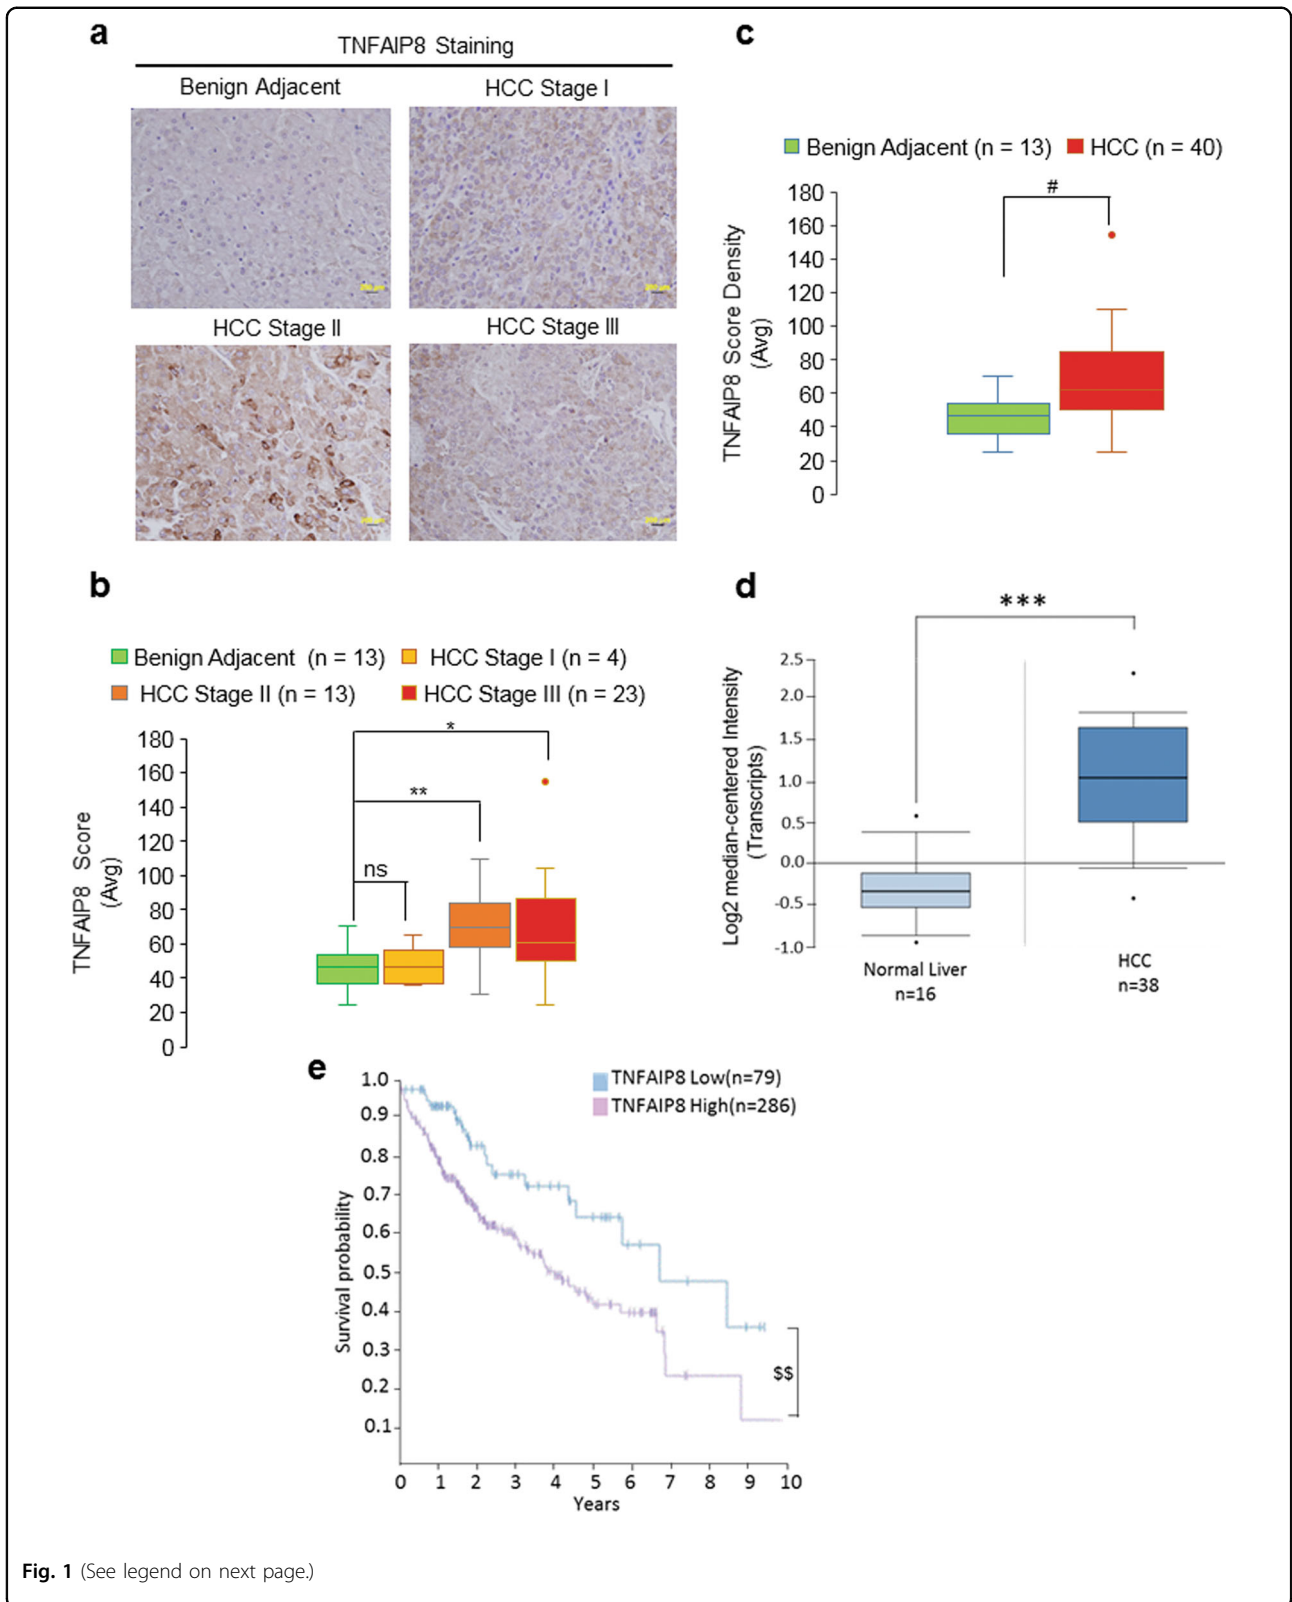 a
TNFAIP8 Staining
Benign Adjacent
HCC Stage I
HCC Stage II
HCC Stage III
c
Benign Adjacent (n = 13)
HCC (n = 40)
#
TNFAIP8 Score Density
(Avg)
180
160
140
120
100
80
60
40
20
0
b
Benign Adjacent (n = 13)
HCC Stage I (n = 4)
HCC Stage II (n = 13)
HCC Stage III (n = 23)
*
**
ns
TNFAIP8 Score
(Avg)
180
160
140
120
100
80
60
40
20
0
d
***
Log2 median-centered Intensity
(Transcripts)
2.5
2.0
1.5
1.0
0.5
0.0
-0.5
-1.0
Normal Liver
n=16
HCC
n=38
e
TNFAIP8 Low(n=79)
TNFAIP8 High(n=286)
Survival probability
1.0
0.9
0.8
0.7
0.6
0.5
0.4
0.3
0.2
0.1
$$
0 1 2 3 4 5 6 7 8 9 10
Years
Fig. 1 (See legend on next page.)